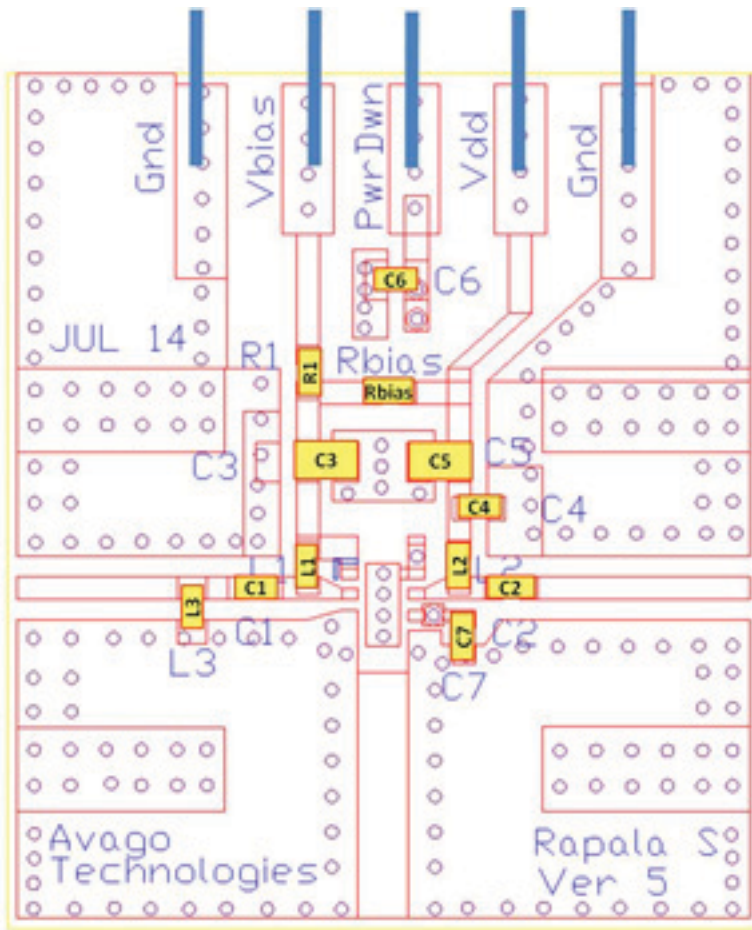 Gnd
Vbias
PwrDwn
Vdd
Gnd
C6
C6
JUL 14
R1
Rbias
R1
Rbias
C3
C3
C5
C5
C4
C4
L1
L2
L2
C1
C2
L3
C1
C7
C2
L3
C7
Avago
Technologies
Rapala S
Ver 5